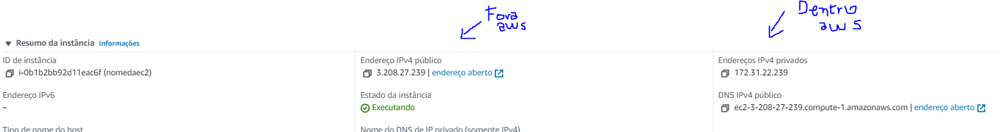 Fora
aws
Dentro
aws
Resumo da instância Informações
ID de instância
i-0b1b2bb92d11eac6f (nomedaec2)
Endereço IPv4 público
3.208.27.239 | endereço aberto
Endereços IPv4 privados
172.31.22.239
Endereço IPv6
–
Estado da instância
Executando
DNS IPv4 público
ec2-3-208-27-239.compute-1.amazonaws.com | endereço aberto
Tipo de nome do host
Nome do DNS de IP privado (somente IPv4)